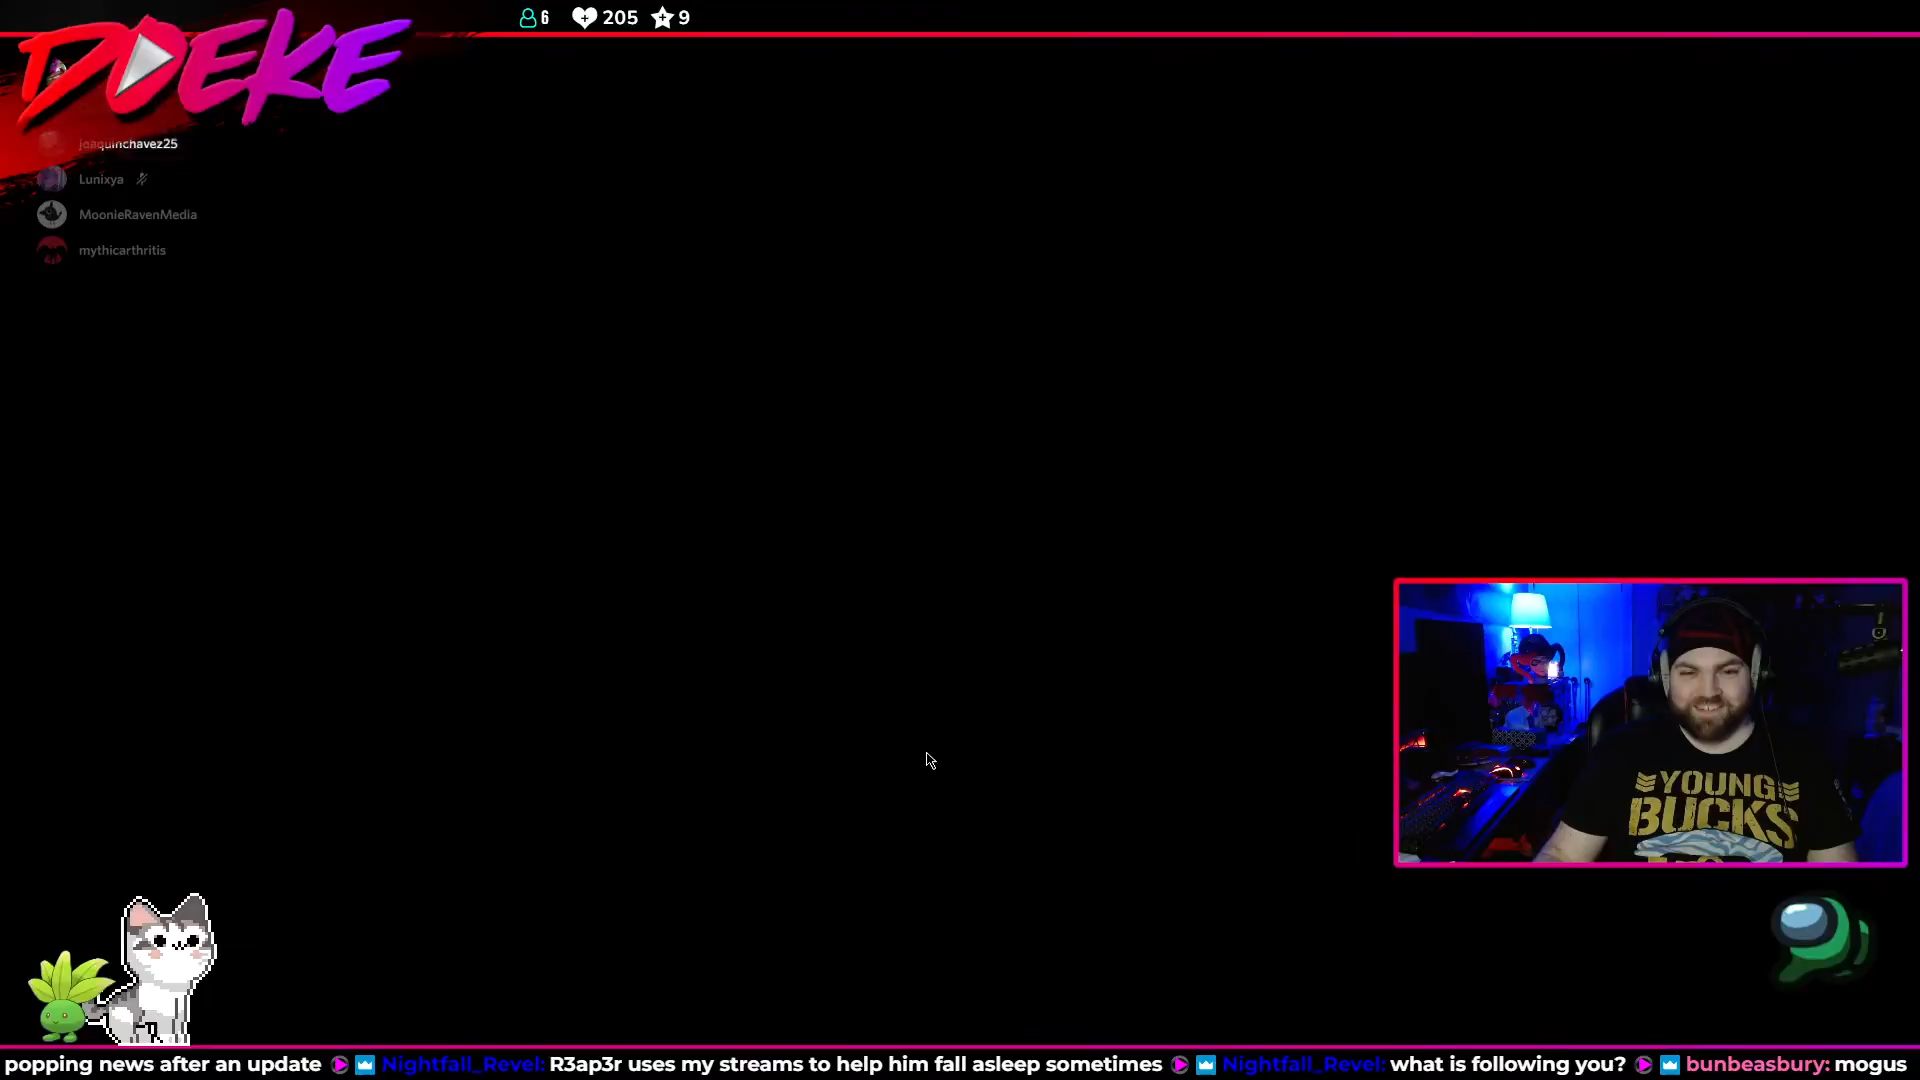 DOEKE
6 205 9
joaquinchavez25
Lunixya
MoonieRavenMedia
mythicarthritis
YOUNG
BUCKS
popping news after an update Nightfall_Revel: R3ap3r uses my streams to help him fall asleep sometimes Nightfall_Revel: what is following you? bunbeasbury: mogus